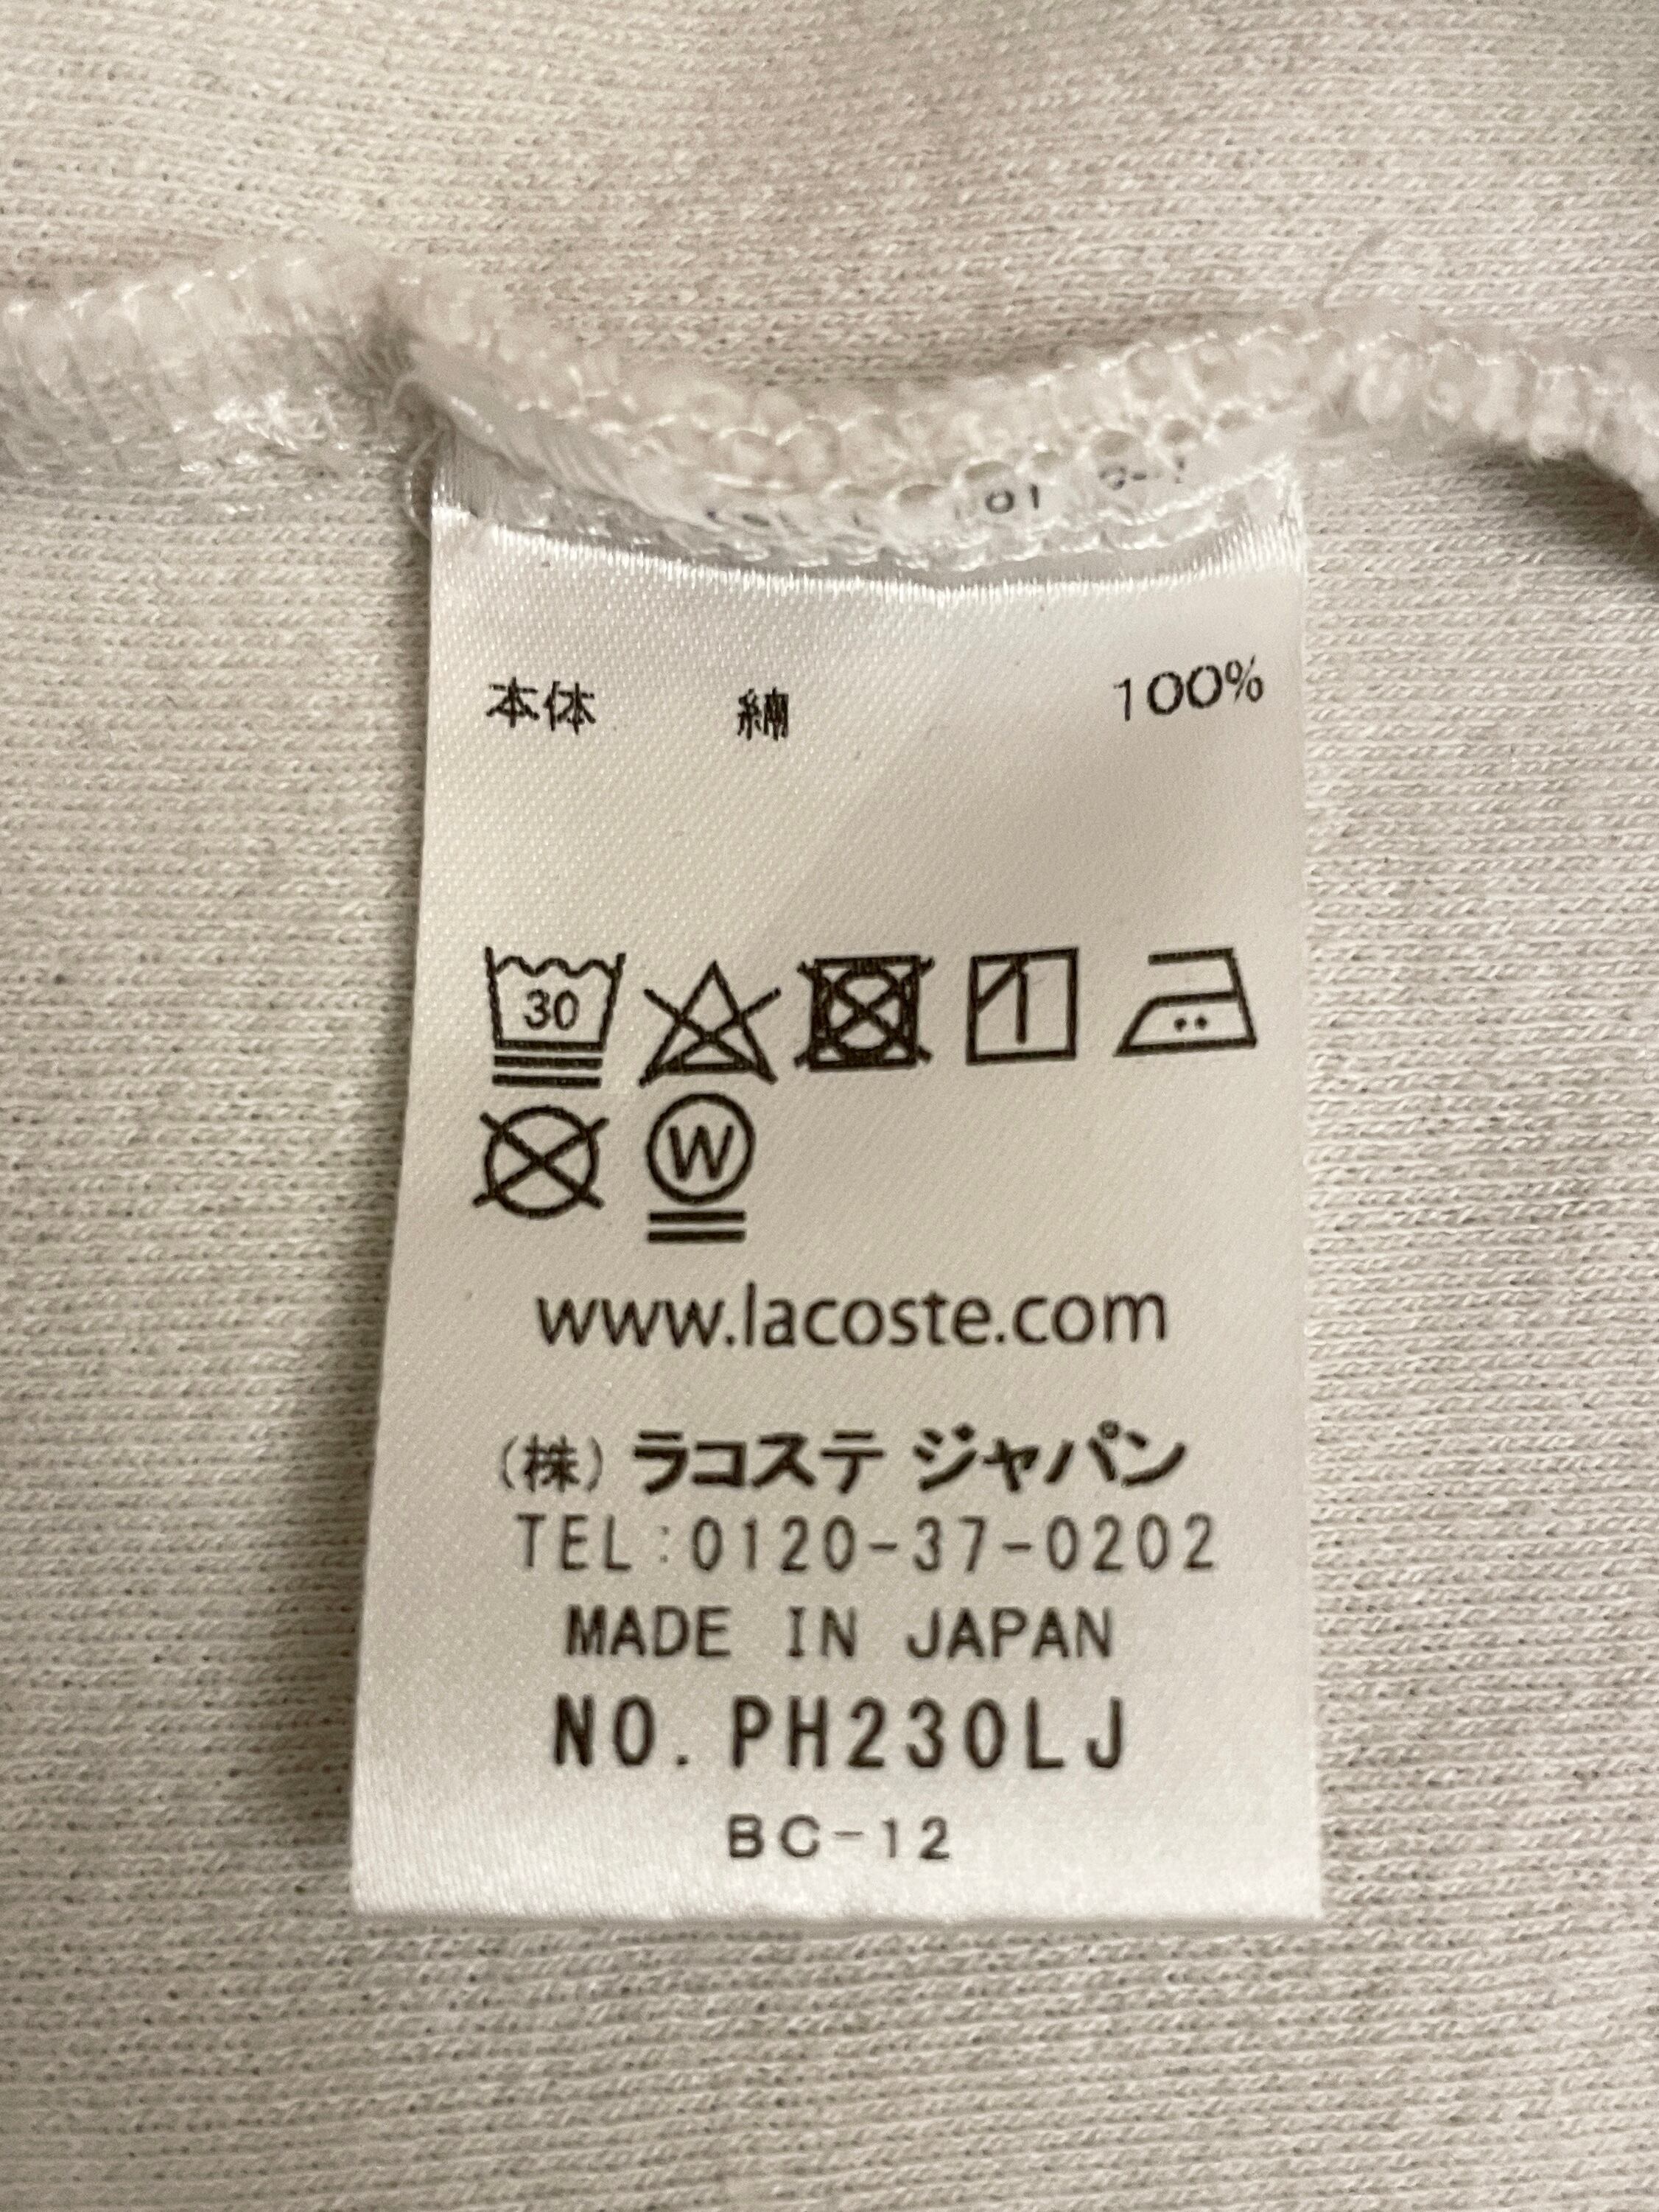 本体 綿 100%
30
W
www.lacoste.com
(株) ラコステ ジャパン
TEL:0120-37-0202
MADE IN JAPAN
NO. PH230LJ
BC-12